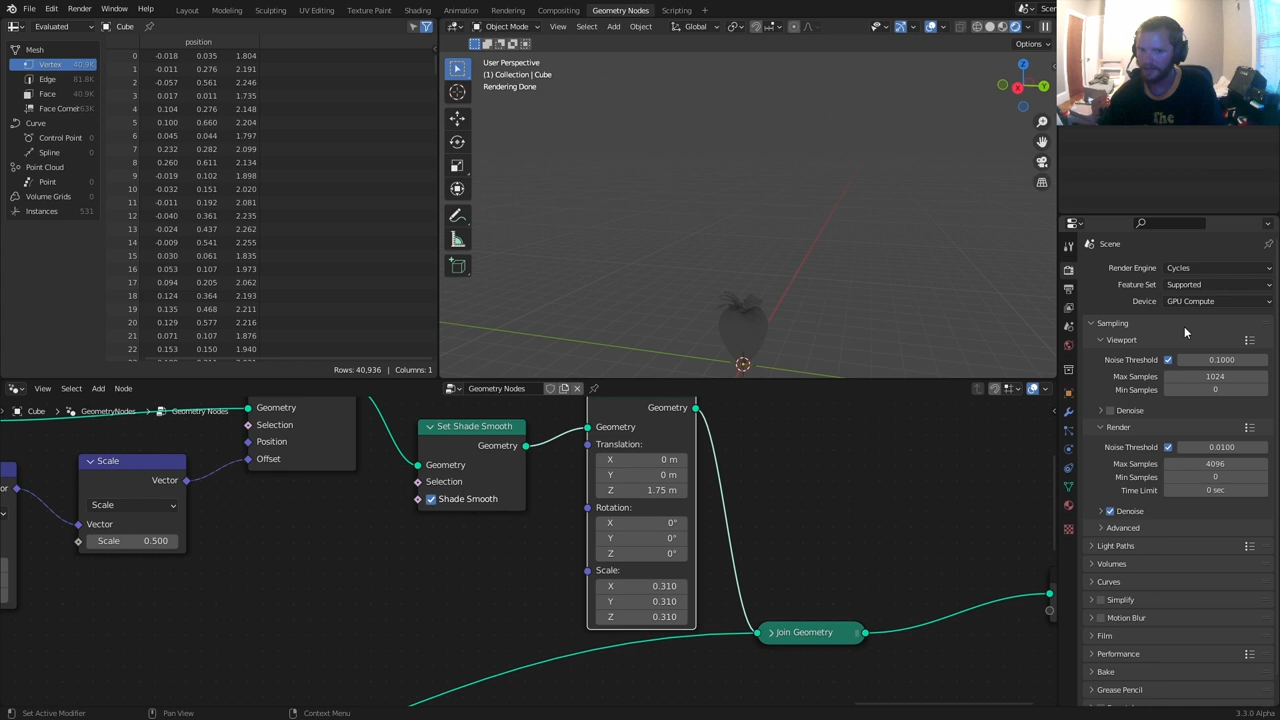 File Edit Render Window Help
Layout Modeling Sculpting UV Editing Texture Paint Shading Animation Rendering Compositing Geometry Nodes Scripting
Scen
Evaluated
Cube
Object Mode View Select Add Object
Global
Options
position
Mesh
Vertex 40.9K
Edge 81.8K
Face 40.9K
Face Corner 63K
Curve
Control Point 0
Spline 0
Point Cloud
Point 0
Volume Grids 0
Instances 531
0 -0.018 0.035 1.804
1 -0.011 0.276 2.191
2 -0.057 0.561 2.246
3 0.017 0.011 1.735
4 0.104 0.276 2.148
5 0.100 0.660 2.204
6 0.045 0.044 1.797
7 0.232 0.282 2.099
8 0.260 0.611 2.134
9 -0.019 0.102 1.898
10 -0.032 0.151 2.020
11 -0.011 0.192 2.081
12 -0.040 0.361 2.235
13 -0.024 0.437 2.262
14 -0.009 0.541 2.255
15 0.030 0.061 1.835
16 0.053 0.107 1.973
17 0.094 0.205 2.062
18 0.124 0.364 2.193
19 0.135 0.468 2.211
20 0.129 0.577 2.216
21 0.071 0.107 1.876
22 0.153 0.150 1.940
Rows: 40,936 | Columns: 1
User Perspective
(1) Collection | Cube
Rendering Done
Z
Y
X
The
View Select Add Node
Geometry Nodes
Cube
GeometryNodes
Geometry Nodes
Geometry
Selection
Position
Offset
Scale
Vector
Scale
Vector
Scale 0.500
Set Shade Smooth
Geometry
Geometry
Selection
Shade Smooth
Geometry
Geometry
Translation:
X 0 m
Y 0 m
Z 1.75 m
Rotation:
X 0°
Y 0°
Z 0°
Scale:
X 0.310
Y 0.310
Z 0.310
Join Geometry
Scene
Render Engine Cycles
Feature Set Supported
Device GPU Compute
Sampling
Viewport
Noise Threshold 0.1000
Max Samples 1024
Min Samples 0
Denoise
Render
Noise Threshold 0.0100
Max Samples 4096
Min Samples 0
Time Limit 0 sec
Denoise
Advanced
Light Paths
Volumes
Curves
Simplify
Motion Blur
Film
Performance
Bake
Grease Pencil
Set Active Modifier
Pan View
Context Menu
3.3.0 Alpha